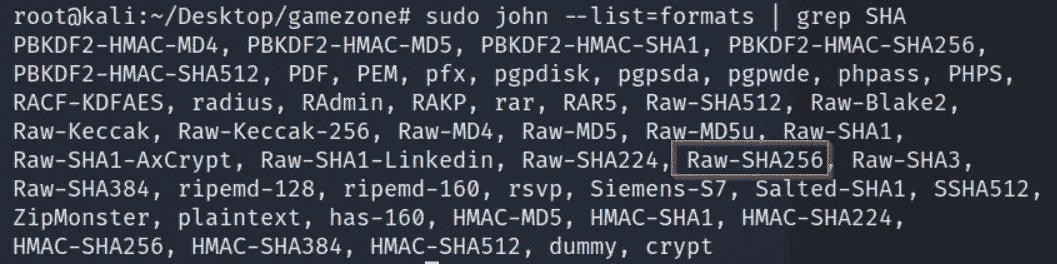 root@kali:~/Desktop/gamezone# sudo john --list=formats | grep SHA
PBKDF2-HMAC-MD4, PBKDF2-HMAC-MD5, PBKDF2-HMAC-SHA1, PBKDF2-HMAC-SHA256,
PBKDF2-HMAC-SHA512, PDF, PEM, pfx, pgpdisk, pgpsda, pgpwde, phpass, PHPS,
RACF-KDFAES, radius, RAdmin, RAKP, rar, RAR5, Raw-SHA512, Raw-Blake2,
Raw-Keccak, Raw-Keccak-256, Raw-MD4, Raw-MD5, Raw-MD5u, Raw-SHA1,
Raw-SHA1-AxCrypt, Raw-SHA1-Linkedin, Raw-SHA224, Raw-SHA256, Raw-SHA3,
Raw-SHA384, ripemd-128, ripemd-160, rsvp, Siemens-S7, Salted-SHA1, SSHA512,
ZipMonster, plaintext, has-160, HMAC-MD5, HMAC-SHA1, HMAC-SHA224,
HMAC-SHA256, HMAC-SHA384, HMAC-SHA512, dummy, crypt